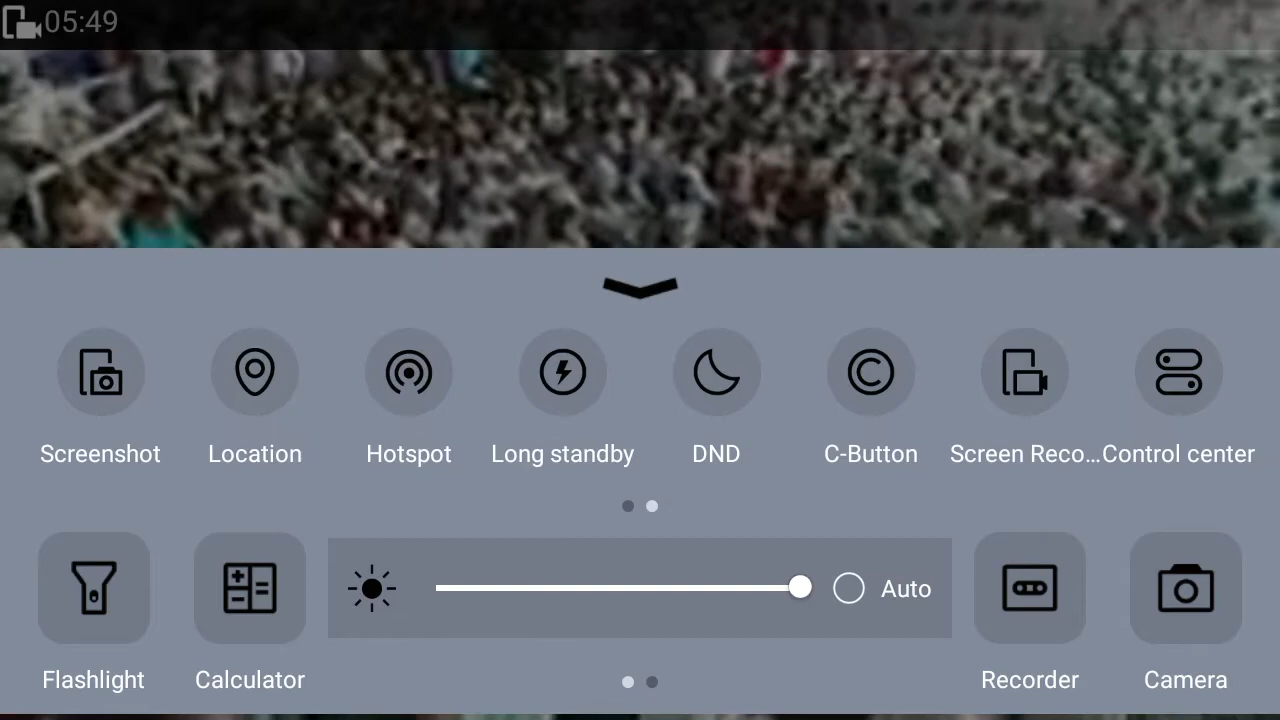 05:49
Screenshot Location Hotspot Long standby DND C-Button Screen Reco... Control center
Auto
Flashlight Calculator Recorder Camera